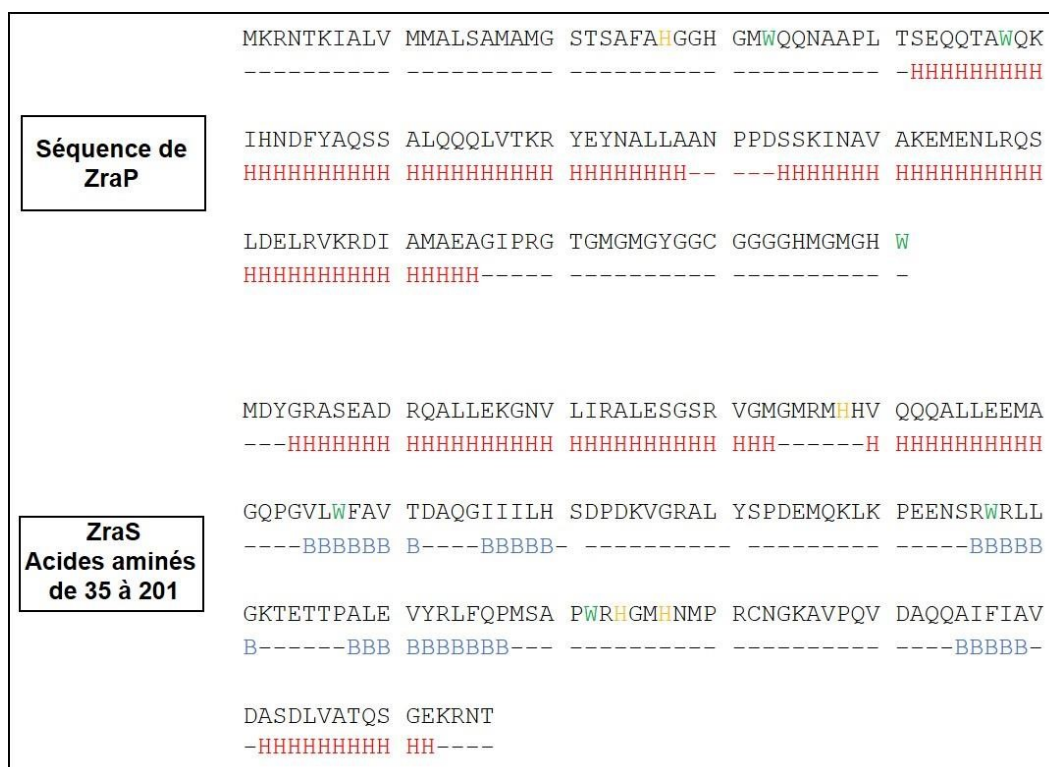 MKRNTKIALV MMALSAMAMG STSAFAHGGH GMWQQNAAPL TSEQQTAWQK
---------- ---------- ---------- ---------- -HHHHHHHHH
Séquence de
ZraP
IHNDFYAQSS ALQQQLVTKR YEYNALLAAN PPDSSKINAV AKEMENLRQS
HHHHHHHHHH HHHHHHHHHH HHHHHHHH-- ---HHHHHHH HHHHHHHHHH
LDELRVKRDI AMAEAGIPRG TGMGMGYGGC GGGGHMGMGH W
HHHHHHHHHH HHHHH----- ---------- ---------- -
MDYGRASEAD RQALLEKGNV LIRALESGSR VGMGMRMHHV QQQALLEEMA
---HHHHHHH HHHHHHHHHH HHHHHHHHHH HHH------H HHHHHHHHHH
ZraS
Acides aminés
de 35 à 201
GQPGVLWFAV TDAQGIIILH SDPDKVGRAL YSPDEMQKLK PEENSRWRLL
----BBBBBB B----BBBBB- ---------- ---------- -----BBBBB
GKTETTPALE VYRLFQPMSA PWRHGMHNMP RCNGKAVPQV DAQQAIFIAV
B------BBB BBBBBBB--- ---------- ---------- ----BBBBB-
DASDLVATQS GEKRNT
-HHHHHHHHH HH----